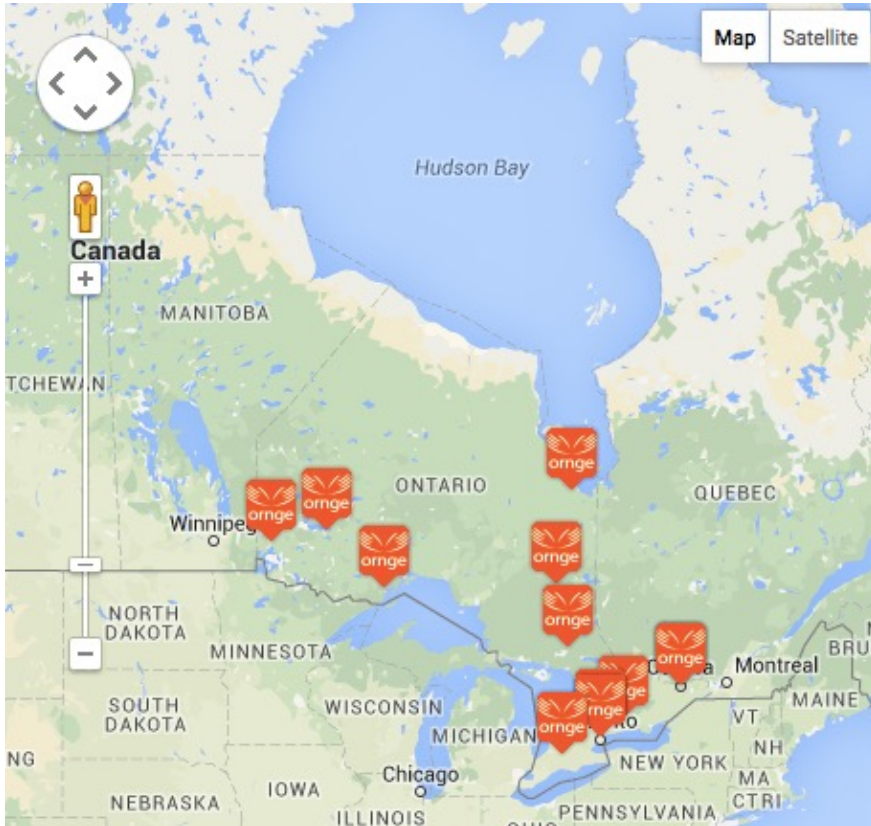 Map
Satellite
Hudson Bay
Canada
MANITOBA
TCHEWAN
ornge
ONTARIO
QUEBEC
ornge
ornge
Winnipeg
ornge
ornge
NORTH
DAKOTA
ornge
MINNESOTA
ornge
BRU
Montreal
SOUTH
DAKOTA
WISCONSIN
MAINE
ornge
VT
MICHIGAN
ornge
NG
NH
NEW YORK
Chicago
MA
IOWA
CT
RI
NEBRASKA
PENNSYLVANIA
ILLINOIS